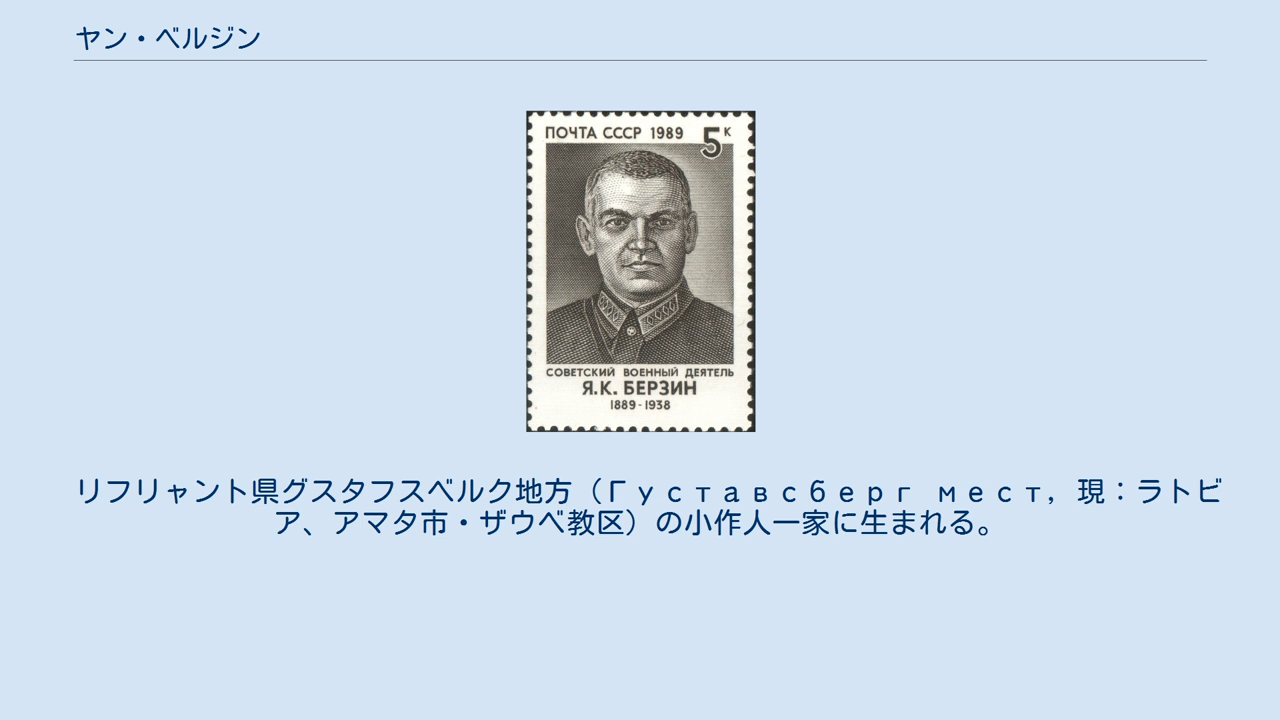 ヤン・ベルジン
ПОЧТА СССР 1989 5 К
СОВЕТСКИЙ ВОЕННЫЙ ДЕЯТЕЛЬ
Я.К. БЕРЗИН
1889-1938
リフリャント県グスタフスベルク地方（Густавсберг мест, 現：ラトビ
ア、アマタ市・ザウベ教区）の小作人一家に生まれる。